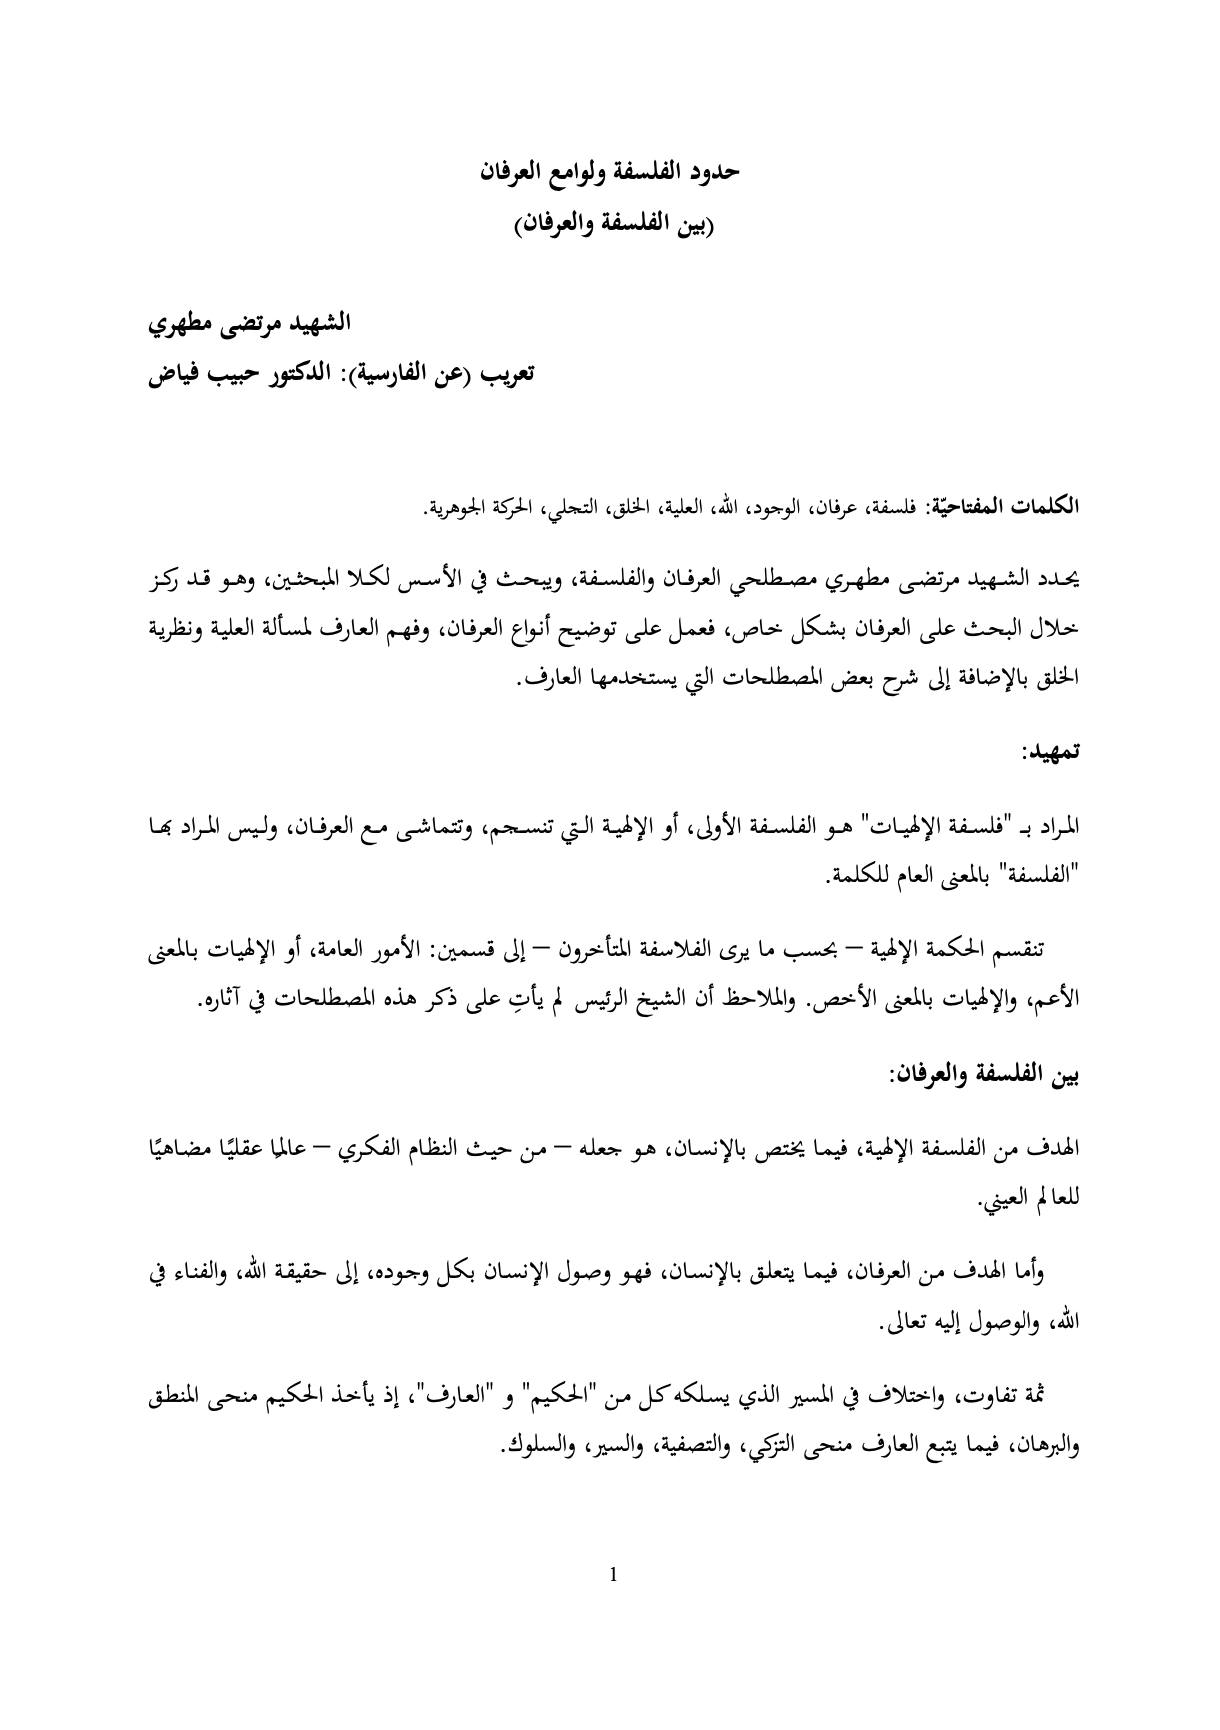 حدود الفلسفة ولوامع العرفان
(بين الفلسفة والعرفان)
الشهيد مرتضى مطهري
تعريب (عن الفارسية): الدكتور حبيب فياض
الكلمات المفتاحيّة: فلسفة، عرفان، الوجود، الله، العلية، الخلق، التجلي، الحركة الجوهرية.
يحدد الشهيد مرتضى مطهري مصطلحي العرفان والفلسفة، ويبحث في الأسس لكلا المبحثين، وهو قد ركز
خلال البحث على العرفان بشكل خاص، فعمل على توضيح أنواع العرفان، وفهم العارف لمسألة العلية ونظرية
الخلق بالإضافة إلى شرح بعض المصطلحات التي يستخدمها العارف.
تمهيد:
المراد بـ "فلسفة الإلهيات" هو الفلسفة الأولى، أو الإلهية التي تنسجم، وتتماشى مع العرفان، وليس المراد بها
"الفلسفة" بالمعنى العام للكلمة.
تنقسم الحكمة الإلهية – بحسب ما يرى الفلاسفة المتأخرون – إلى قسمين: الأمور العامة، أو الإلهيات بالمعنى
الأعم، والإلهيات بالمعنى الأخص. والملاحظ أن الشيخ الرئيس لم يأتِ على ذكر هذه المصطلحات في آثاره.
بين الفلسفة والعرفان:
الهدف من الفلسفة الإلهية، فيما يختص بالإنسان، هو جعله – من حيث النظام الفكري – عالمِا عقليًا مضاهيًا
للعالم العيني.
وأما الهدف من العرفان، فيما يتعلق بالإنسان، فهو وصول الإنسان بكل وجوده، إلى حقيقة الله، والفناء في
الله، والوصول إليه تعالى.
ثمة تفاوت، واختلاف في المسير الذي يسلكه كل من "الحكيم" و "العارف"، إذ يأخذ الحكيم منحى المنطق
والبرهان، فيما يتبع العارف منحى التزكي، والتصفية، والسير، والسلوك.
1